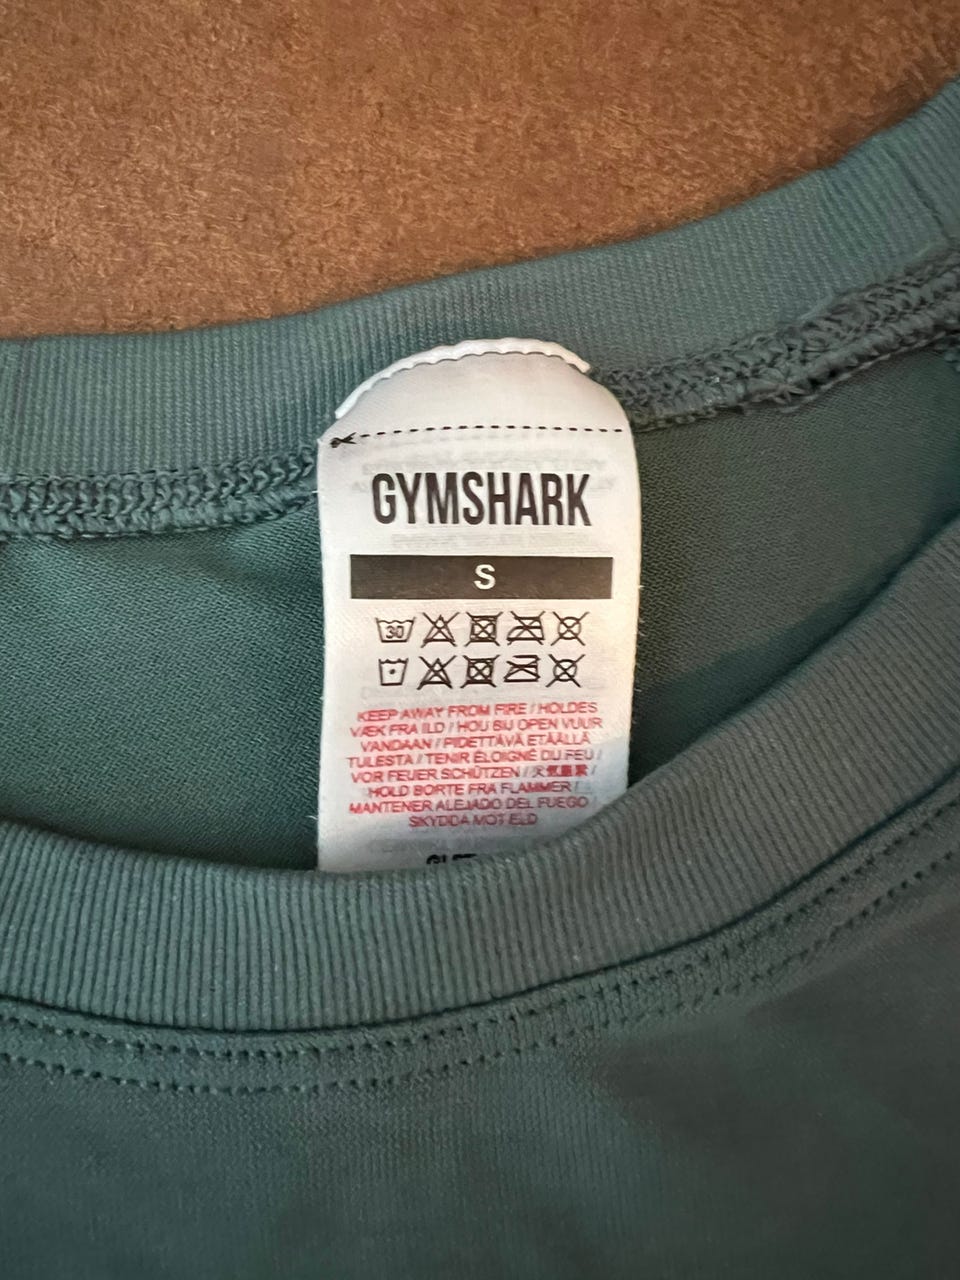 GYMSHARK
S
30
KEEP AWAY FROM FIRE / HOLDES
VÆK FRA ILD / HOU BIJ OPEN VUUR
VANDAAN / PIDETTÄVÄ ETÄÄLLÄ
TULESTA / TENIR ÉLOIGNÉ DU FEU /
VOR FEUER SCHÜTZEN / /
HOLD BORTE FRA FLAMMER /
MANTENER ALEJADO DEL FUEGO /
SKYDDA MOT ELD